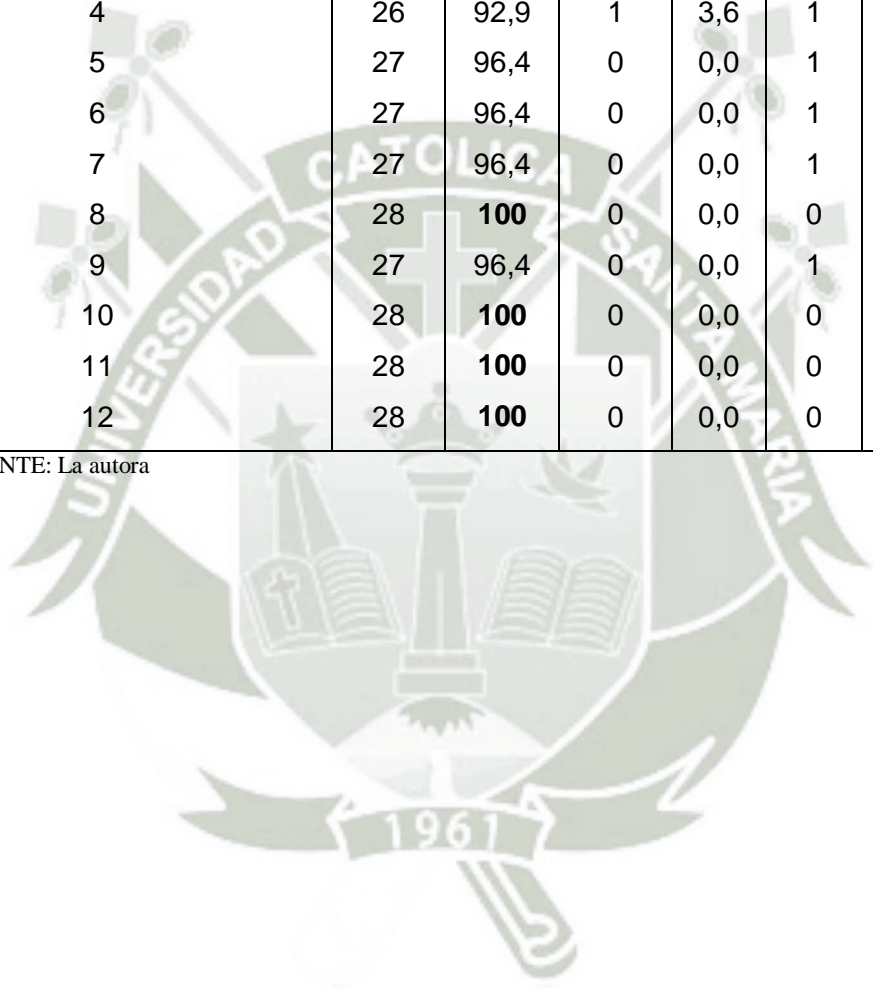 4 26 92,9 1 3,6 1
5 27 96,4 0 0,0 1
6 27 96,4 0 0,0 1
7 27 96,4 0 0,0 1
8 28 100 0 0,0 0
9 27 96,4 0 0,0 1
10 28 100 0 0,0 0
11 28 100 0 0,0 0
12 28 100 0 0,0 0
NTE: La autora
UNIVERSIDAD CATOLICA SANTA MARIA
1961